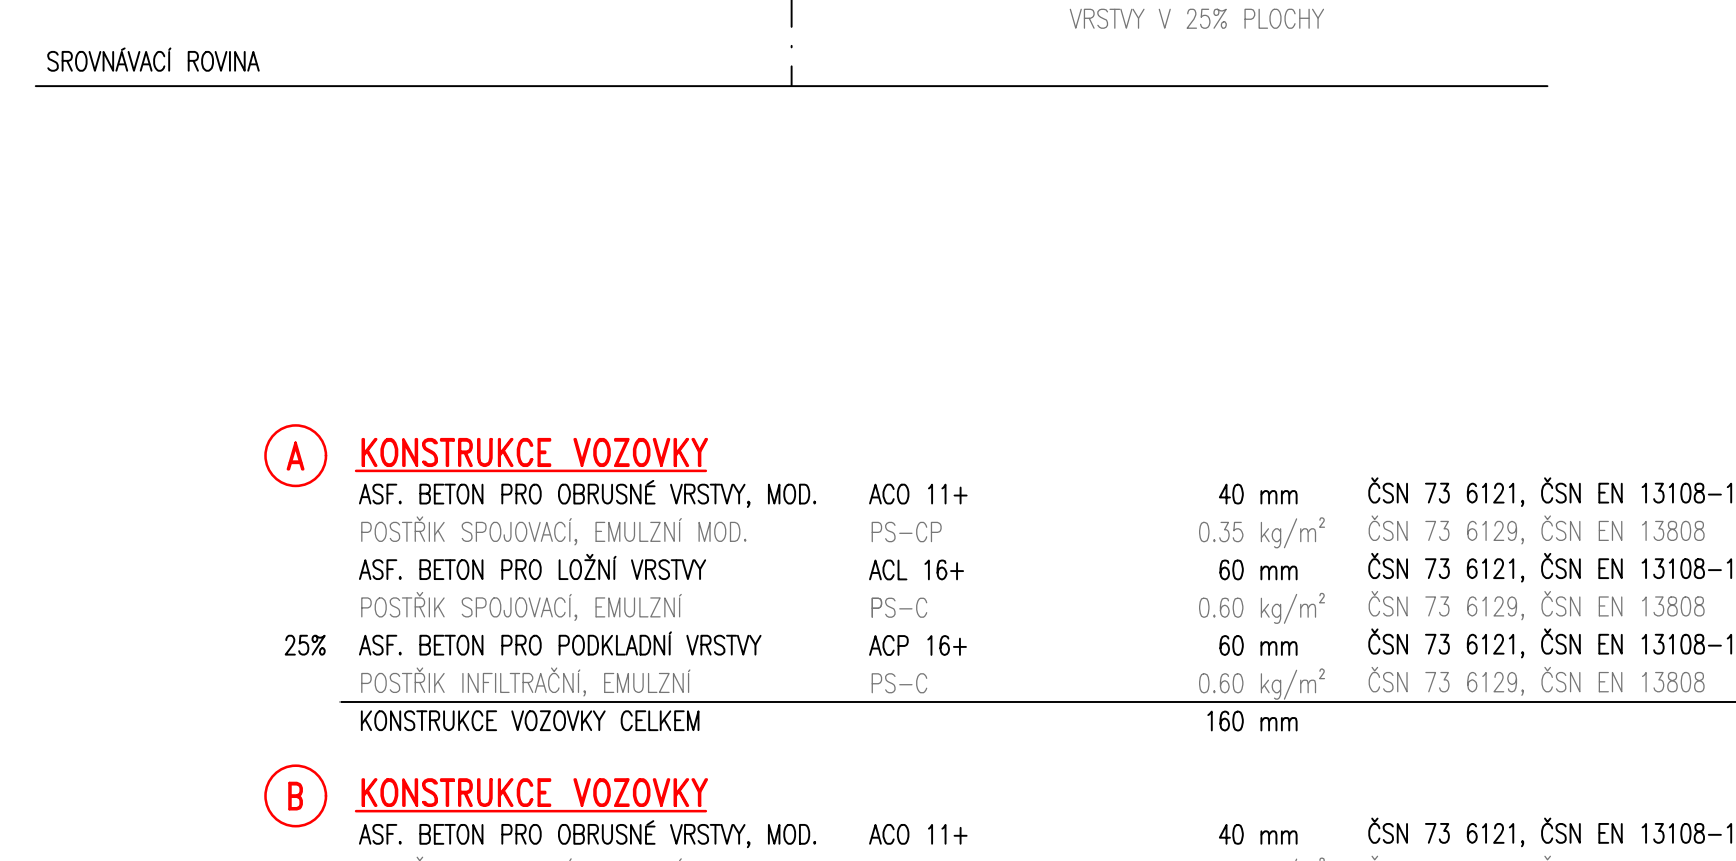 VRSTVY V 25% PLOCHY
SROVNÁVACÍ ROVINA
A KONSTRUKCE VOZOVKY
ASF. BETON PRO OBRUSNÉ VRSTVY, MOD. ACO 11+ 40 mm ČSN 73 6121, ČSN EN 13108-1
POSTŘIK SPOJOVACÍ, EMULZNÍ MOD. PS-CP 0.35 kg/m² ČSN 73 6129, ČSN EN 13808
ASF. BETON PRO LOŽNÍ VRSTVY ACL 16+ 60 mm ČSN 73 6121, ČSN EN 13108-1
POSTŘIK SPOJOVACÍ, EMULZNÍ PS-C 0.60 kg/m² ČSN 73 6129, ČSN EN 13808
25% ASF. BETON PRO PODKLADNÍ VRSTVY ACP 16+ 60 mm ČSN 73 6121, ČSN EN 13108-1
POSTŘIK INFILTRAČNÍ, EMULZNÍ PS-C 0.60 kg/m² ČSN 73 6129, ČSN EN 13808
KONSTRUKCE VOZOVKY CELKEM 160 mm
B KONSTRUKCE VOZOVKY
ASF. BETON PRO OBRUSNÉ VRSTVY, MOD. ACO 11+ 40 mm ČSN 73 6121, ČSN EN 13108-1